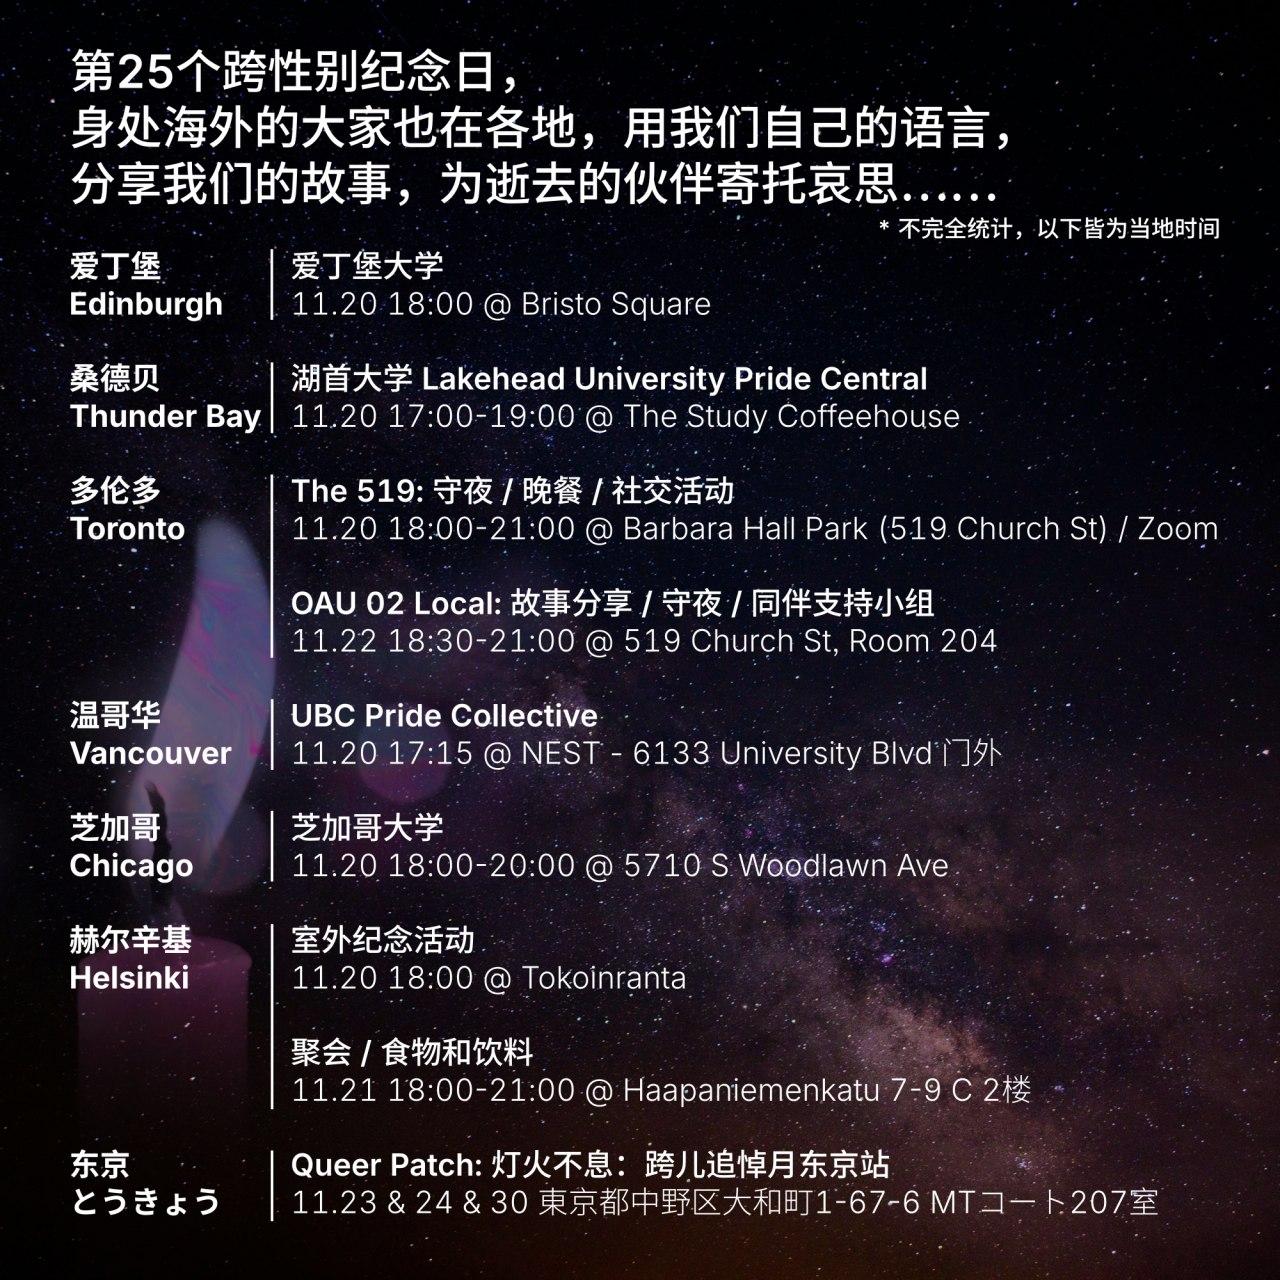 第25个跨性别纪念日，
身处海外的大家也在各地，用我们自己的语言，
分享我们的故事，为逝去的伙伴寄托哀思……
* 不完全统计，以下皆为当地时间
爱丁堡
Edinburgh
爱丁堡大学
11.20 18:00 @ Bristo Square
桑德贝
Thunder Bay
湖首大学 Lakehead University Pride Central
11.20 17:00-19:00 @ The Study Coffeehouse
多伦多
Toronto
The 519: 守夜 / 晚餐 / 社交活动
11.20 18:00-21:00 @ Barbara Hall Park (519 Church St) / Zoom
OAU 02 Local: 故事分享 / 守夜 / 同伴支持小组
11.22 18:30-21:00 @ 519 Church St, Room 204
温哥华
Vancouver
UBC Pride Collective
11.20 17:15 @ NEST - 6133 University Blvd 门外
芝加哥
Chicago
芝加哥大学
11.20 18:00-20:00 @ 5710 S Woodlawn Ave
赫尔辛基
Helsinki
室外纪念活动
11.20 18:00 @ Tokoinranta
聚会 / 食物和饮料
11.21 18:00-21:00 @ Haapaniemenkatu 7-9 C 2楼
东京
とうきょう
Queer Patch: 灯火不息：跨儿追悼月东京站
11.23 & 24 & 30 東京都中野区大和町1-67-6 MTコート207室